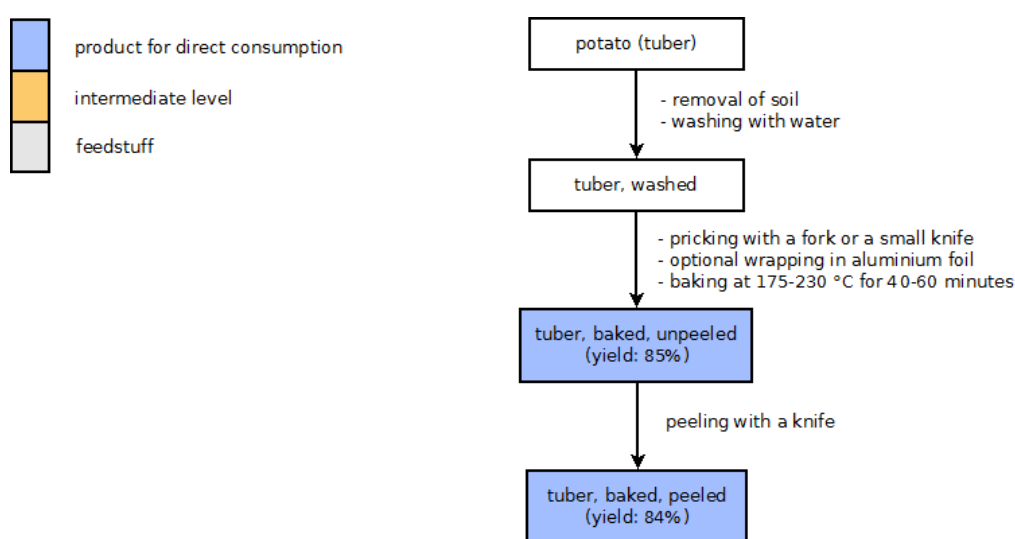 product for direct consumption
intermediate level
feedstuff
potato (tuber)
- removal of soil
- washing with water
tuber, washed
- pricking with a fork or a small knife
- optional wrapping in aluminium foil
- baking at 175-230 °C for 40-60 minutes
tuber, baked, unpeeled
(yield: 85%)
peeling with a knife
tuber, baked, peeled
(yield: 84%)